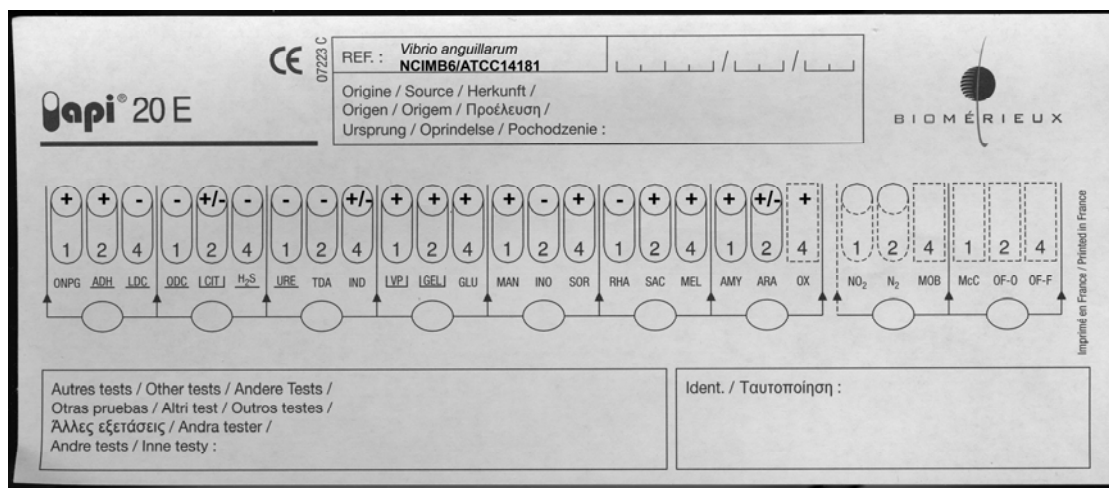 07223 C
REF. : Vibrio anguillarum
NCIMB6/ATCC14181
/ /
Origine / Source / Herkunft /
Origen / Origem / Προέλευση /
Ursprung / Oprindelse / Pochodzenie :
api® 20 E
BIOMÉRIEUX
+ + - - +/- - - - +/- + + + + - + - + + + +/- +
1 2 4 1 2 4 1 2 4 1 2 4 1 2 4 1 2 4 1 2 4 1 2 4 1 2 4
ONPG ADH LDC ODC CIT H₂S URE TDA IND VP GEL GLU MAN INO SOR RHA SAC MEL AMY ARA OX NO₂ N₂ MOB McC OF-O OF-F
Imprimé en France / Printed in France
Autres tests / Other tests / Andere Tests /
Otras pruebas / Altri test / Outros testes /
Άλλες εξετάσεις / Andra tester /
Andre tests / Inne testy :
Ident. / Ταυτοποίηση :